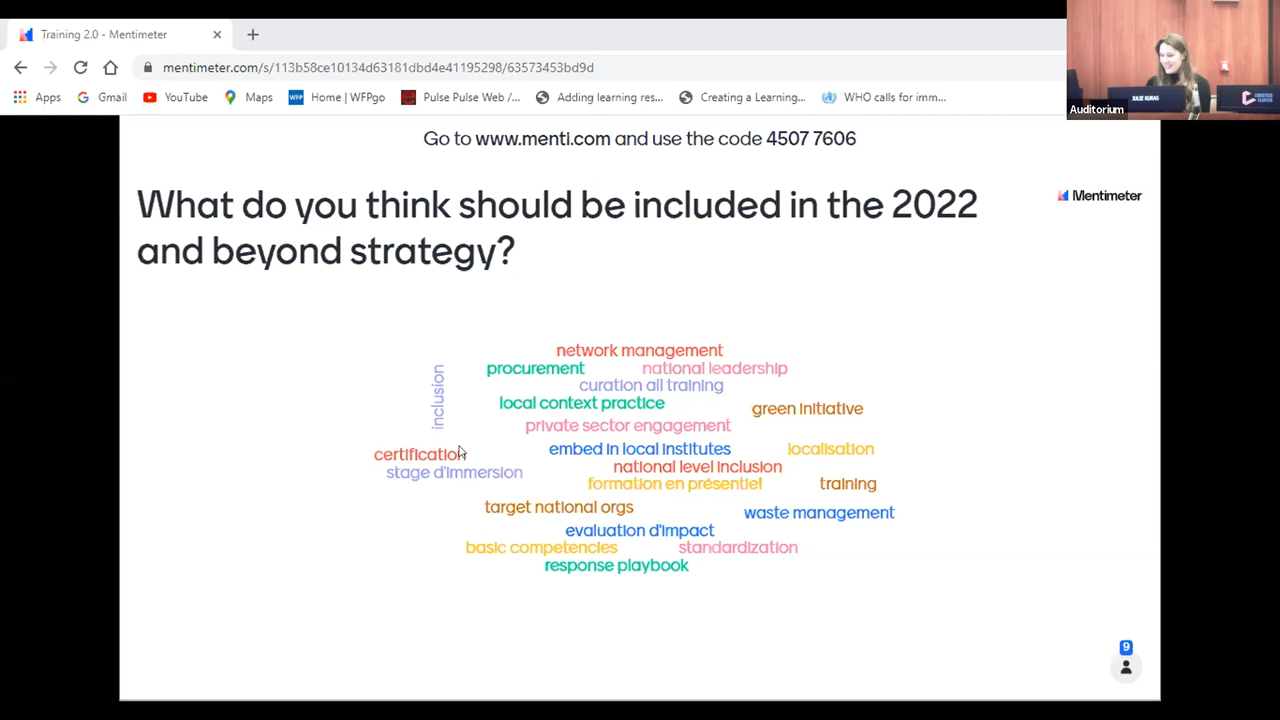 Training 2.0 - Mentimeter
mentimeter.com/s/113b58ce10134d63181dbd4e41195298/63573453bd9d
Apps Gmail YouTube Maps Home | WFPgo Pulse Pulse Web /... Adding learning res... Creating a Learning... WHO calls for imm...
JULIE KURAS
LOGISTICS
CLUSTER
Auditorium
Go to www.menti.com and use the code 4507 7606
What do you think should be included in the 2022
and beyond strategy?
Mentimeter
network management
procurement
national leadership
inclusion
curation all training
local context practice
green initiative
private sector engagement
certification
embed in local institutes
localisation
stage d'immersion
national level inclusion
formation en présentiel
training
target national orgs
waste management
evaluation d'impact
basic competencies
standardization
response playbook
9